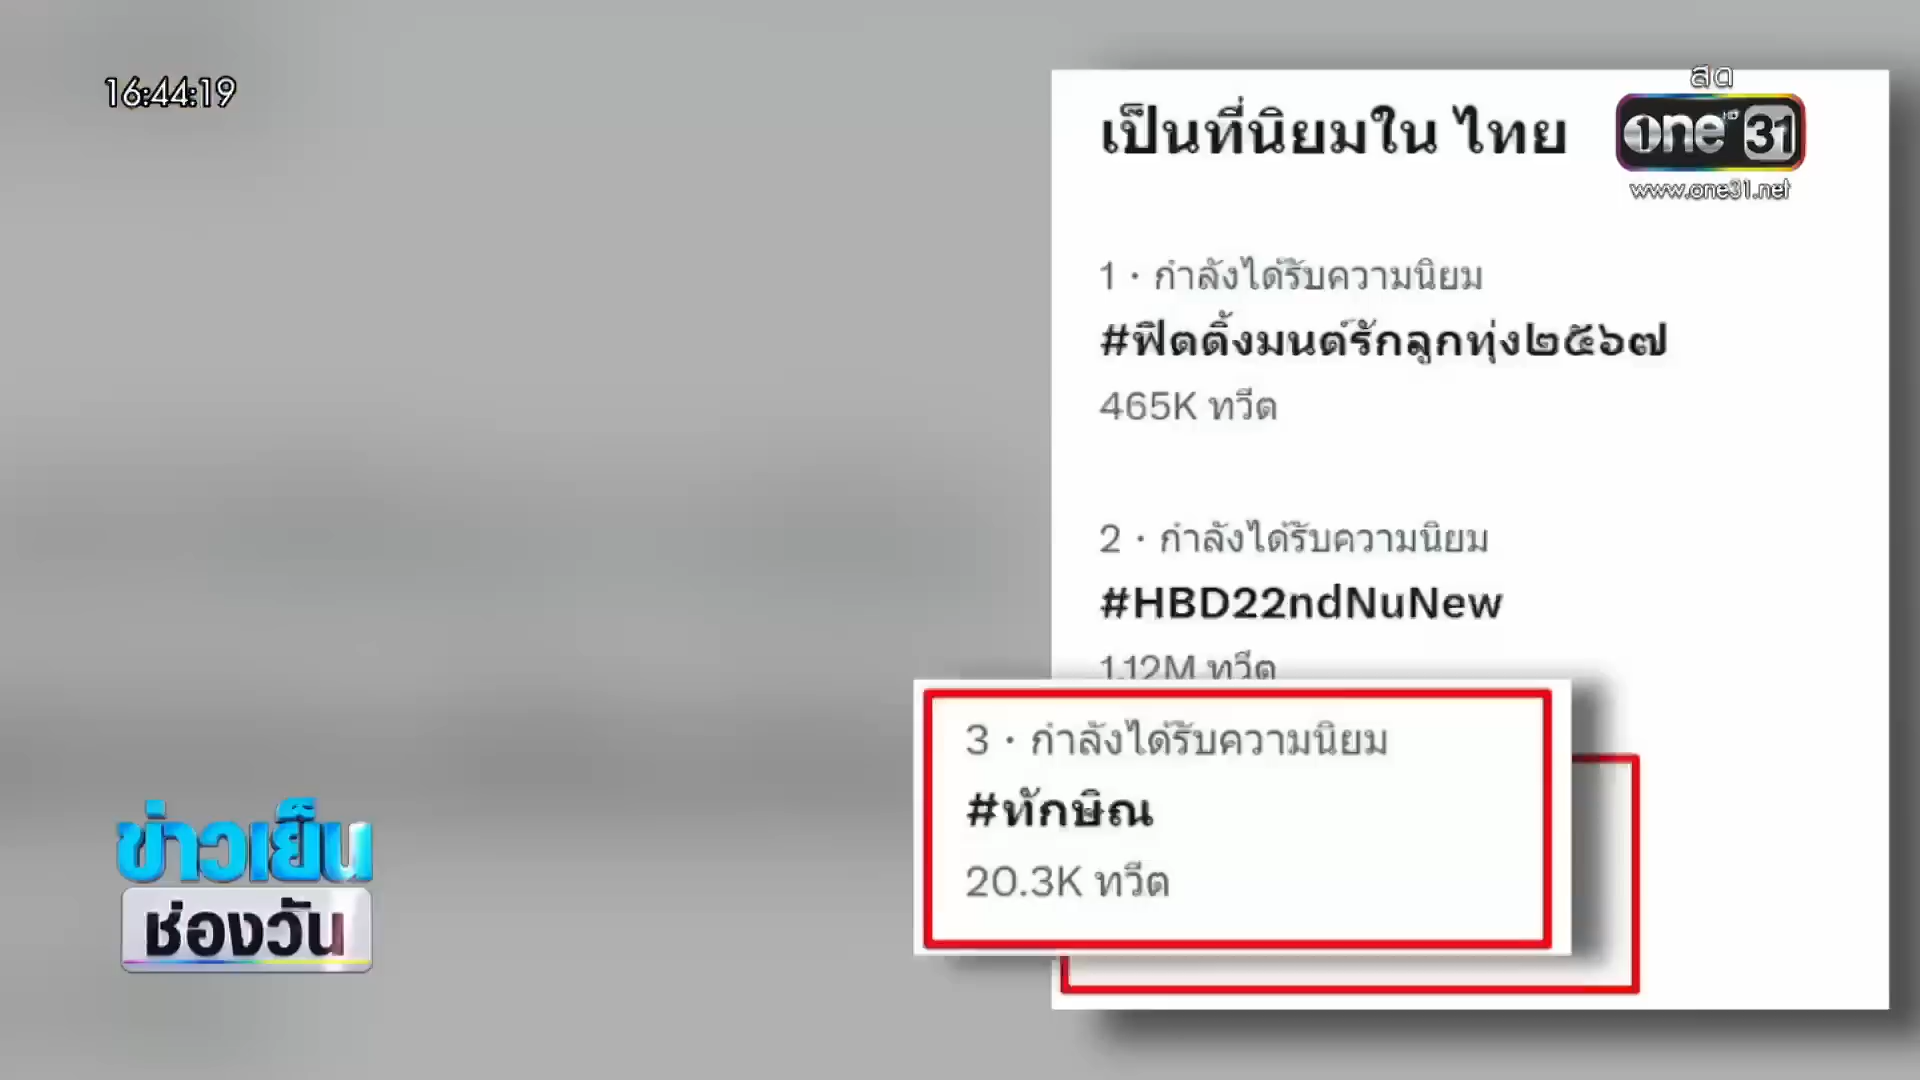 16:44:19
สด
one HD 31
www.one31.net
เป็นที่นิยมใน ไทย
1 · กำลังได้รับความนิยม
#ฟิตติ้งมนต์รักลูกทุ่ง๒๕๖๗
465K ทวีต
2 · กำลังได้รับความนิยม
#HBD22ndNuNew
1.12M ทวีต
3 · กำลังได้รับความนิยม
#ทักษิณ
20.3K ทวีต
ข่าวเย็น
ช่องวัน